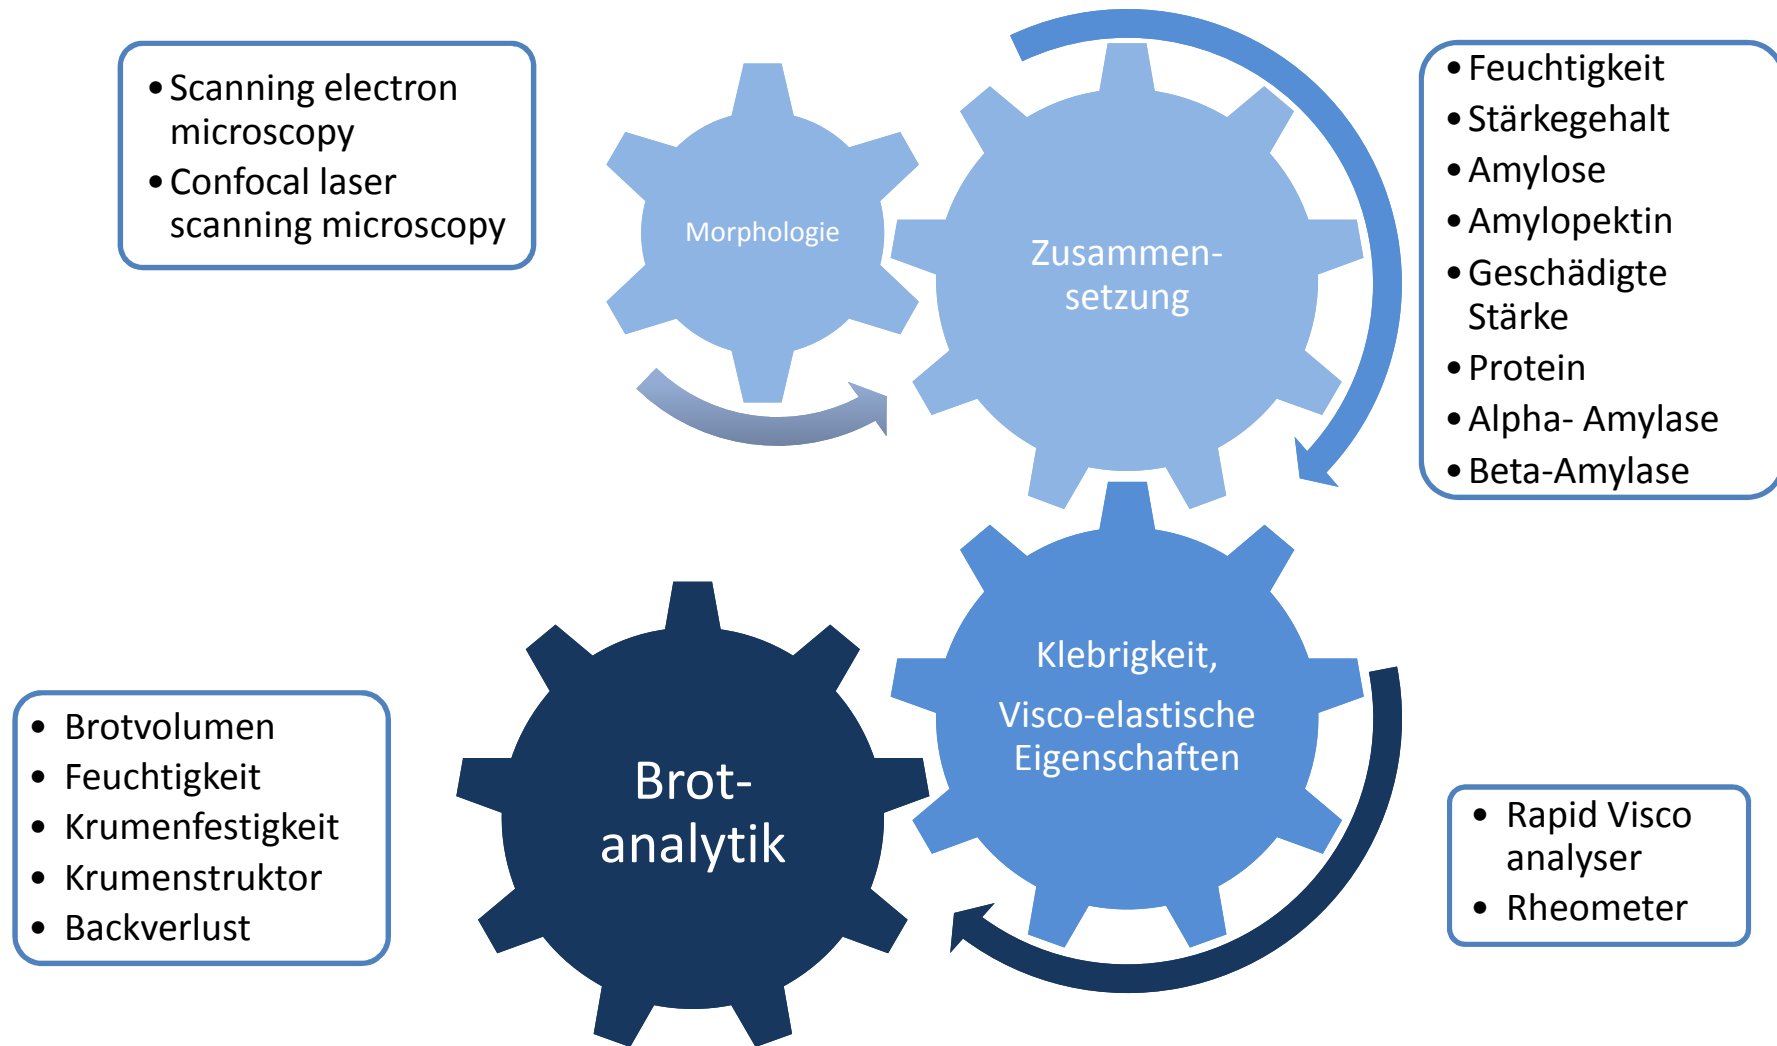 • Scanning electron
microscopy
• Confocal laser
scanning microscopy
Morphologie
Zusammen-
setzung
• Feuchtigkeit
• Stärkegehalt
• Amylose
• Amylopektin
• Geschädigte
Stärke
• Protein
• Alpha- Amylase
• Beta-Amylase
Klebrigkeit,
Visco-elastische
Eigenschaften
• Rapid Visco
analyser
• Rheometer
Brot-
analytik
• Brotvolumen
• Feuchtigkeit
• Krumenfestigkeit
• Krumenstruktor
• Backverlust